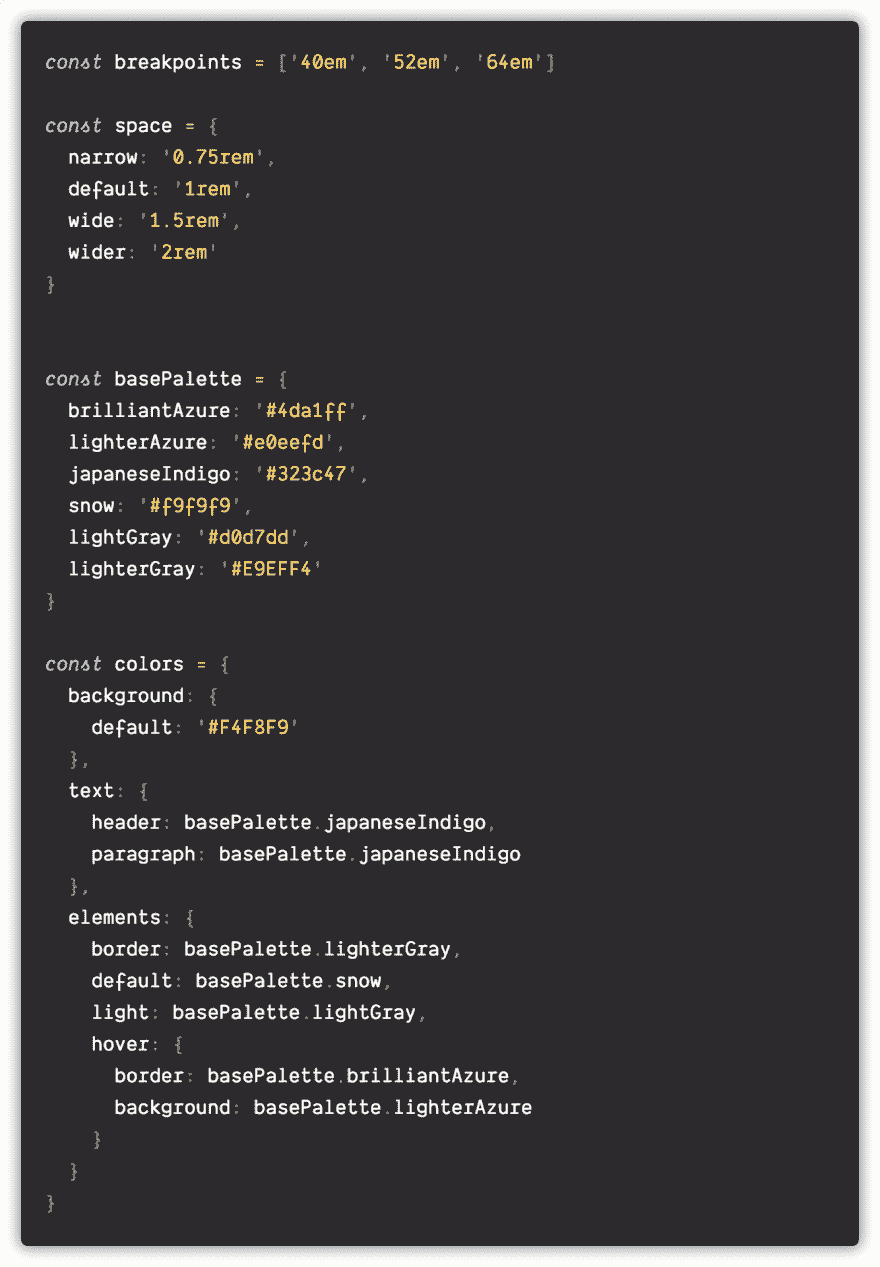 const breakpoints = ['40em', '52em', '64em']
const space = {
  narrow: '0.75rem',
  default: '1rem',
  wide: '1.5rem',
  wider: '2rem'
}
const basePalette = {
  brilliantAzure: '#4da1ff',
  lighterAzure: '#e0eefd',
  japaneseIndigo: '#323c47',
  snow: '#f9f9f9',
  lightGray: '#d0d7dd',
  lighterGray: '#E9EFF4'
}
const colors = {
  background: {
    default: '#F4F8F9'
  },
  text: {
    header: basePalette.japaneseIndigo,
    paragraph: basePalette.japaneseIndigo
  },
  elements: {
    border: basePalette.lighterGray,
    default: basePalette.snow,
    light: basePalette.lightGray,
    hover: {
      border: basePalette.brilliantAzure,
      background: basePalette.lighterAzure
    }
  }
}